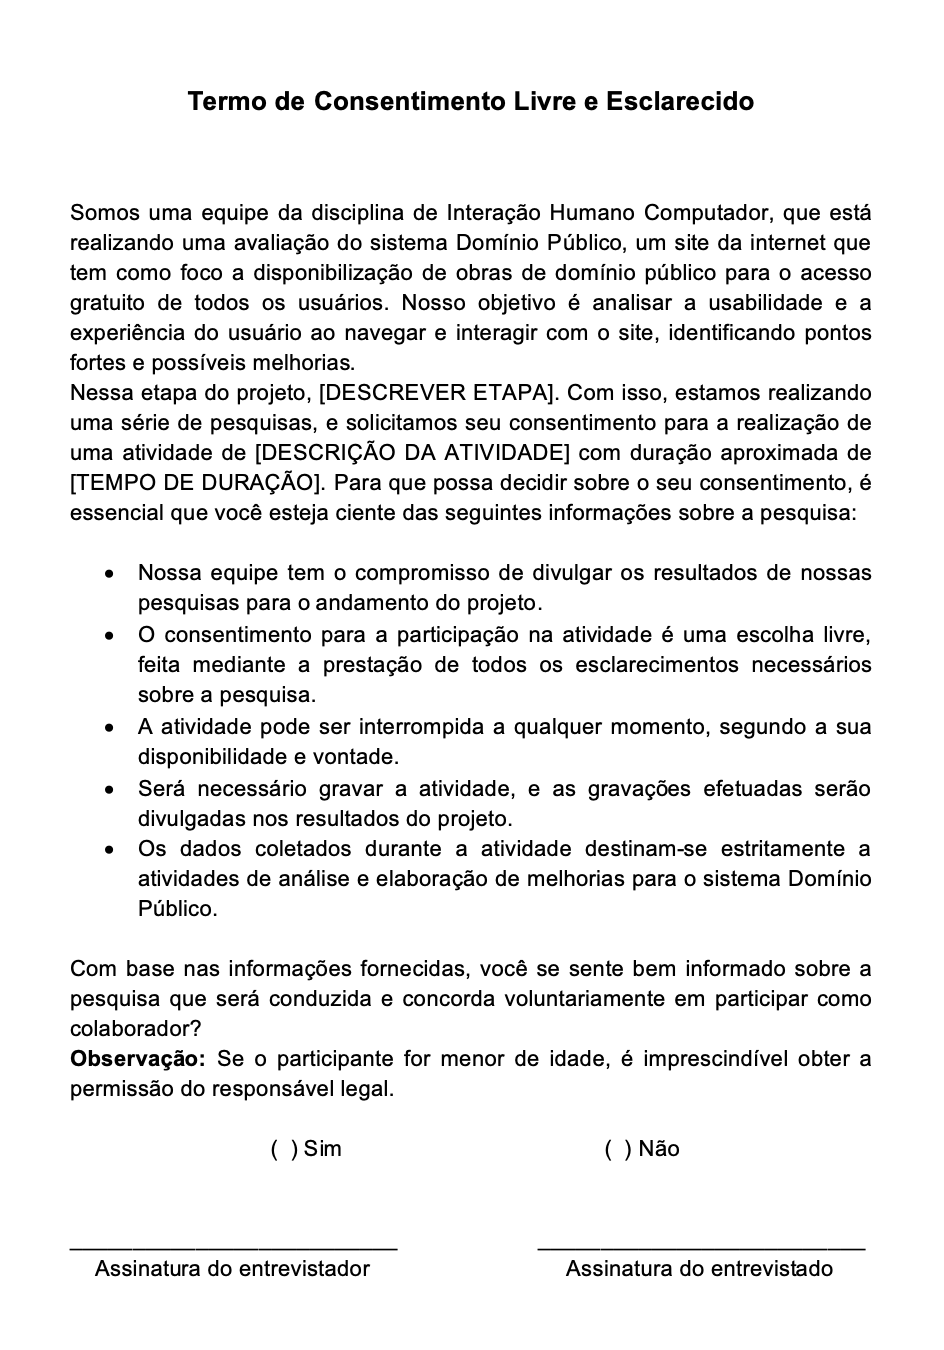 Termo de Consentimento Livre e Esclarecido
Somos uma equipe da disciplina de Interação Humano Computador, que está
realizando uma avaliação do sistema Domínio Público, um site da internet que
tem como foco a disponibilização de obras de domínio público para o acesso
gratuito de todos os usuários. Nosso objetivo é analisar a usabilidade e a
experiência do usuário ao navegar e interagir com o site, identificando pontos
fortes e possíveis melhorias.
Nessa etapa do projeto, [DESCREVER ETAPA]. Com isso, estamos realizando
uma série de pesquisas, e solicitamos seu consentimento para a realização de
uma atividade de [DESCRIÇÃO DA ATIVIDADE] com duração aproximada de
[TEMPO DE DURAÇÃO]. Para que possa decidir sobre o seu consentimento, é
essencial que você esteja ciente das seguintes informações sobre a pesquisa:
• Nossa equipe tem o compromisso de divulgar os resultados de nossas
pesquisas para o andamento do projeto.
• O consentimento para a participação na atividade é uma escolha livre,
feita mediante a prestação de todos os esclarecimentos necessários
sobre a pesquisa.
• A atividade pode ser interrompida a qualquer momento, segundo a sua
disponibilidade e vontade.
• Será necessário gravar a atividade, e as gravações efetuadas serão
divulgadas nos resultados do projeto.
• Os dados coletados durante a atividade destinam-se estritamente a
atividades de análise e elaboração de melhorias para o sistema Domínio
Público.
Com base nas informações fornecidas, você se sente bem informado sobre a
pesquisa que será conduzida e concorda voluntariamente em participar como
colaborador?
Observação: Se o participante for menor de idade, é imprescindível obter a
permissão do responsável legal.
( ) Sim ( ) Não
Assinatura do entrevistador Assinatura do entrevistado